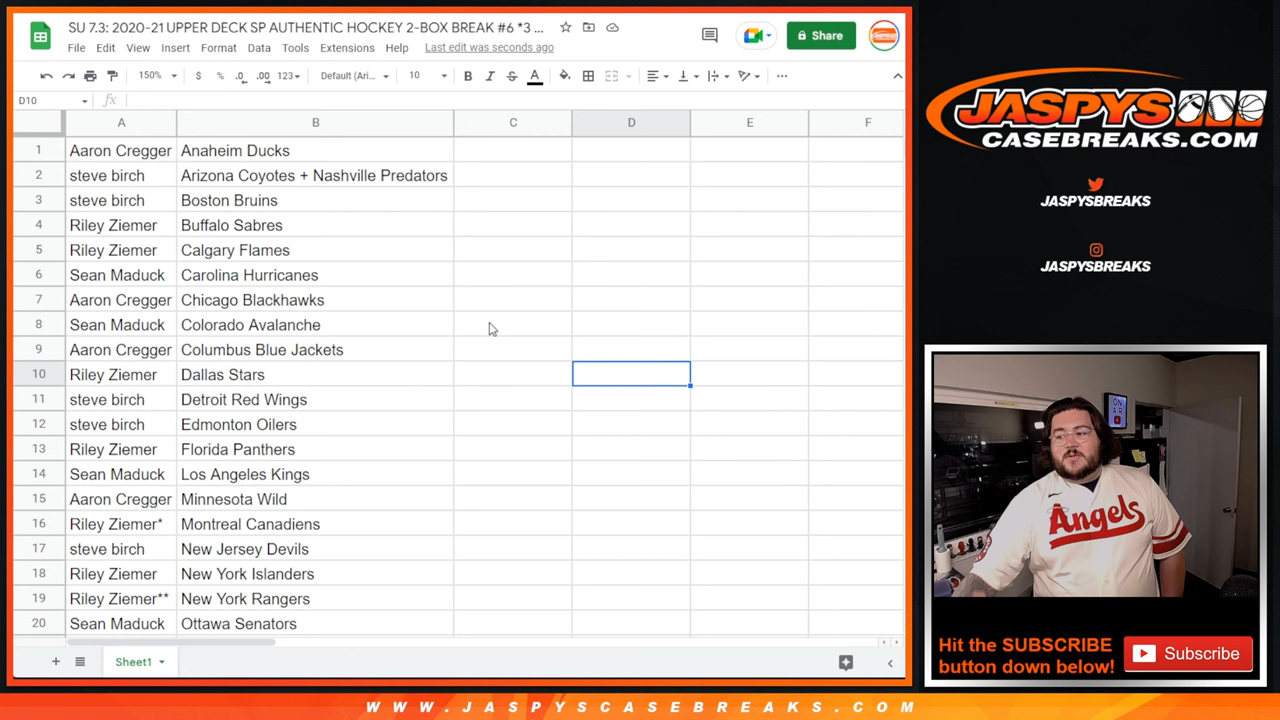 SU 7.3: 2020-21 UPPER DECK SP AUTHENTIC HOCKEY 2-BOX BREAK #6 *3 ...
File Edit View Insert Format Data Tools Extensions Help Last edit was seconds ago
Share
150% $ % .0 .00 123 Default (Ari... 10 B I S A
D10 fx
A B C D E F
1 Aaron Cregger Anaheim Ducks
2 steve birch Arizona Coyotes + Nashville Predators
3 steve birch Boston Bruins
4 Riley Ziemer Buffalo Sabres
5 Riley Ziemer Calgary Flames
6 Sean Maduck Carolina Hurricanes
7 Aaron Cregger Chicago Blackhawks
8 Sean Maduck Colorado Avalanche
9 Aaron Cregger Columbus Blue Jackets
10 Riley Ziemer Dallas Stars
11 steve birch Detroit Red Wings
12 steve birch Edmonton Oilers
13 Riley Ziemer Florida Panthers
14 Sean Maduck Los Angeles Kings
15 Aaron Cregger Minnesota Wild
16 Riley Ziemer* Montreal Canadiens
17 steve birch New Jersey Devils
18 Riley Ziemer New York Islanders
19 Riley Ziemer** New York Rangers
20 Sean Maduck Ottawa Senators
Sheet1
JASPYS
CASEBREAKS.COM
JASPYSBREAKS
JASPYSBREAKS
ON
AIR
Angels
Hit the SUBSCRIBE
button down below!
Subscribe
WWW.JASPYSCASEBREAKS.COM